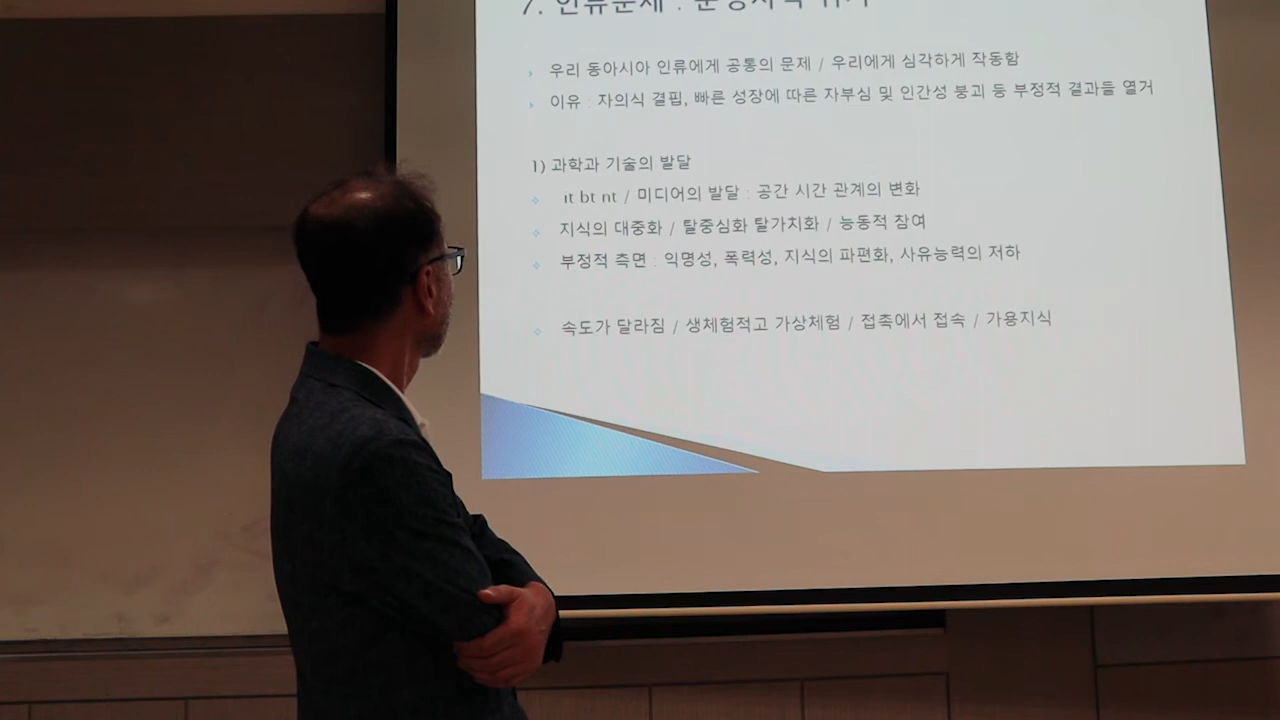 7. 인류문제 : 문명사적 위기
우리 동아시아 인류에게 공통의 문제 / 우리에게 심각하게 작동함
이유 : 자의식 결핍, 빠른 성장에 따른 자부심 및 인간성 붕괴 등 부정적 결과들 열거
1) 과학과 기술의 발달
it bt nt / 미디어의 발달 : 공간 시간 관계의 변화
지식의 대중화 / 탈중심화 탈가치화 / 능동적 참여
부정적 측면 : 익명성, 폭력성, 지식의 파편화, 사유능력의 저하
속도가 달라짐 / 생체험적고 가상체험 / 접촉에서 접속 / 가용지식